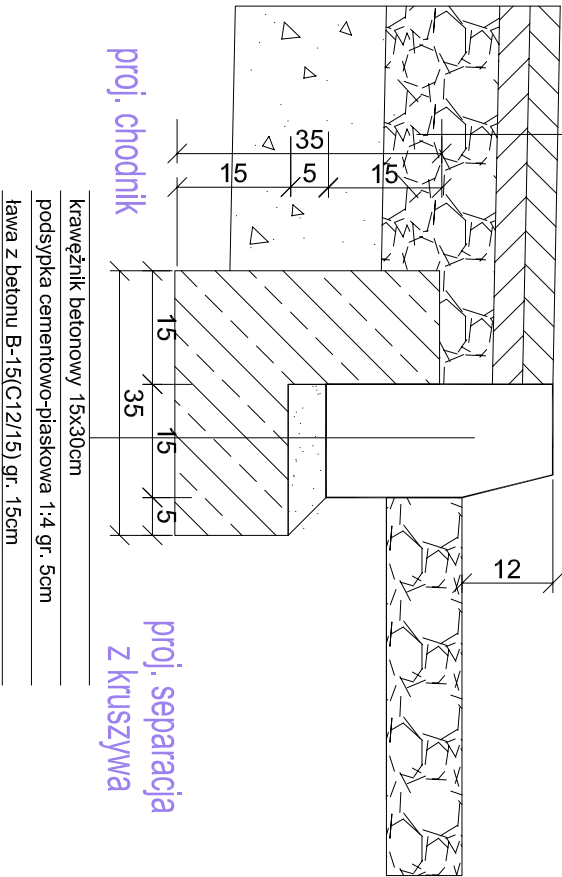 proj. chodnik
35
15
5
15
15
15
5
35
12
proj. separacja
z kruszywa
krawężnik betonowy 15x30cm
podsypka cementowo-piaskowa 1:4 gr. 5cm
ława z betonu B-15(C12/15) gr. 15cm